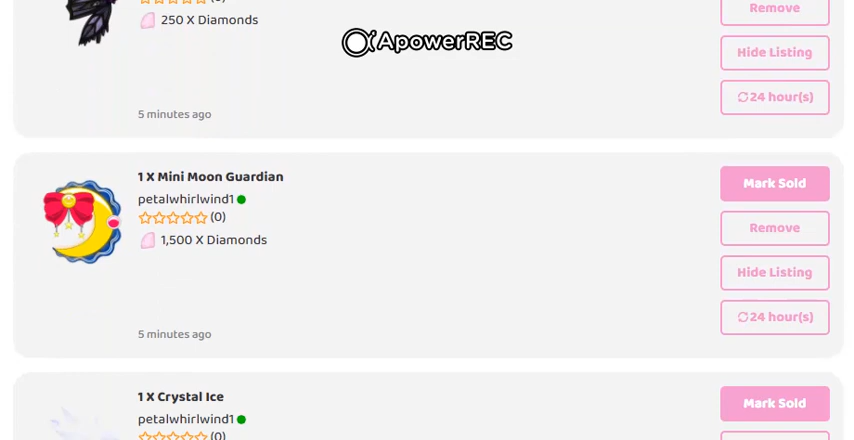 (0)
250 X Diamonds
5 minutes ago
Remove
Hide Listing
24 hour(s)
ApowerREC
1 X Mini Moon Guardian
petalwhirlwind1
(0)
1,500 X Diamonds
5 minutes ago
Mark Sold
Remove
Hide Listing
24 hour(s)
1 X Crystal Ice
petalwhirlwind1
(0)
Mark Sold